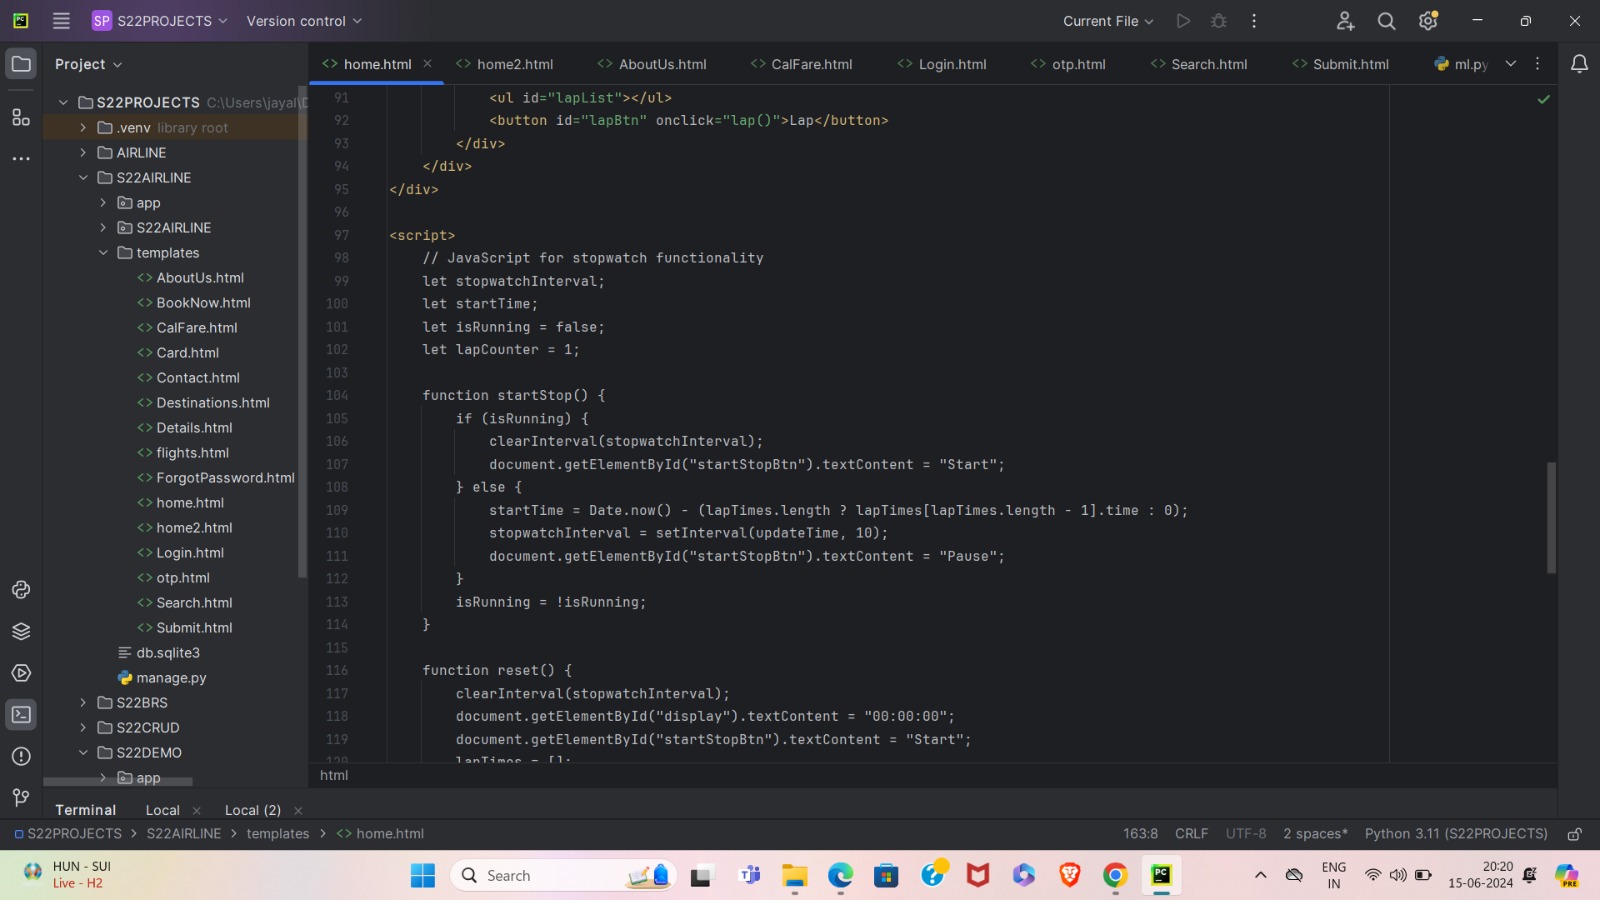 PC SP S22PROJECTS Version control Current File
Project
home.html home2.html AboutUs.html CalFare.html Login.html otp.html Search.html Submit.html ml.py
S22PROJECTS C:\Users\jayal\D
.venv library root
AIRLINE
S22AIRLINE
app
S22AIRLINE
templates
AboutUs.html
BookNow.html
CalFare.html
Card.html
Contact.html
Destinations.html
Details.html
flights.html
ForgotPassword.html
home.html
home2.html
Login.html
otp.html
Search.html
Submit.html
db.sqlite3
manage.py
S22BRS
S22CRUD
S22DEMO
app
91 <ul id="lapList"></ul>
92 <button id="lapBtn" onclick="lap()">Lap</button>
93 </div>
94 </div>
95 </div>
96
97 <script>
98 // JavaScript for stopwatch functionality
99 let stopwatchInterval;
100 let startTime;
101 let isRunning = false;
102 let lapCounter = 1;
103
104 function startStop() {
105 if (isRunning) {
106 clearInterval(stopwatchInterval);
107 document.getElementById("startStopBtn").textContent = "Start";
108 } else {
109 startTime = Date.now() - (lapTimes.length ? lapTimes[lapTimes.length - 1].time : 0);
110 stopwatchInterval = setInterval(updateTime, 10);
111 document.getElementById("startStopBtn").textContent = "Pause";
112 }
113 isRunning = !isRunning;
114 }
115
116 function reset() {
117 clearInterval(stopwatchInterval);
118 document.getElementById("display").textContent = "00:00:00";
119 document.getElementById("startStopBtn").textContent = "Start";
120 lapTimes = [];
html
Terminal Local Local (2)
S22PROJECTS > S22AIRLINE > templates > home.html 163:8 CRLF UTF-8 2 spaces* Python 3.11 (S22PROJECTS)
HUN - SUI
Live - H2
Search
PC
ENG
IN
20:20
15-06-2024
PRE